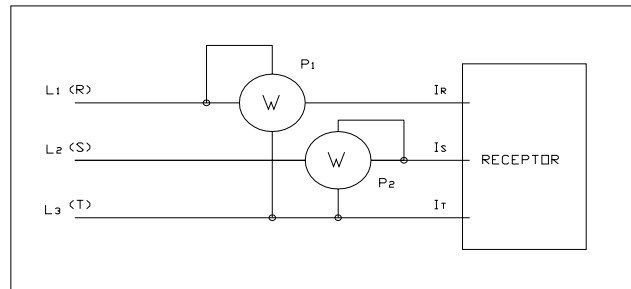 P1
L1 (R) W IR
L2 (S) W IS RECEPTOR
P2
L3 (T) IT